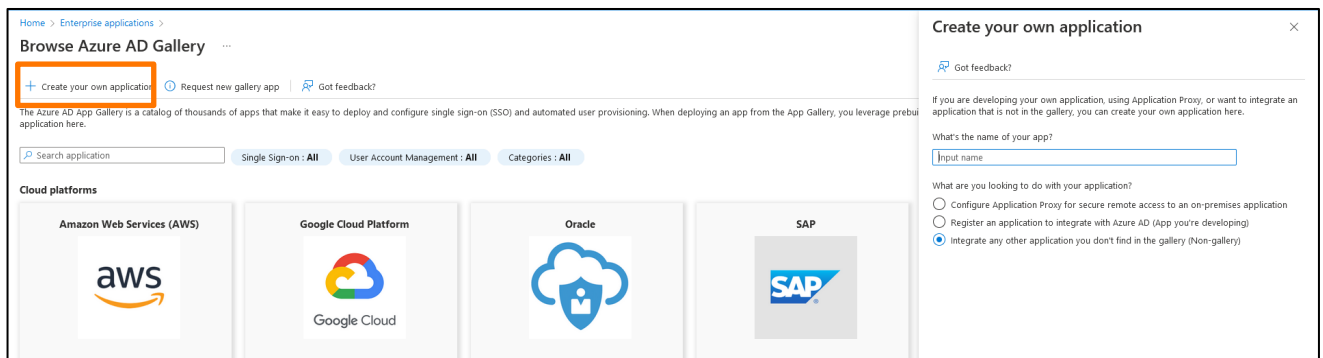 Home > Enterprise applications >
Browse Azure AD Gallery ...
+ Create your own application
Request new gallery app
Got feedback?
The Azure AD App Gallery is a catalog of thousands of apps that make it easy to deploy and configure single sign-on (SSO) and automated user provisioning. When deploying an app from the App Gallery, you leverage prebui
application here.
Search application
Single Sign-on : All
User Account Management : All
Categories : All
Cloud platforms
Amazon Web Services (AWS)
Google Cloud Platform
Oracle
SAP
aws
Google Cloud
SAP
Create your own application
Got feedback?
If you are developing your own application, using Application Proxy, or want to integrate an
application that is not in the gallery, you can create your own application here.
What's the name of your app?
Input name
What are you looking to do with your application?
Configure Application Proxy for secure remote access to an on-premises application
Register an application to integrate with Azure AD (App you're developing)
Integrate any other application you don't find in the gallery (Non-gallery)